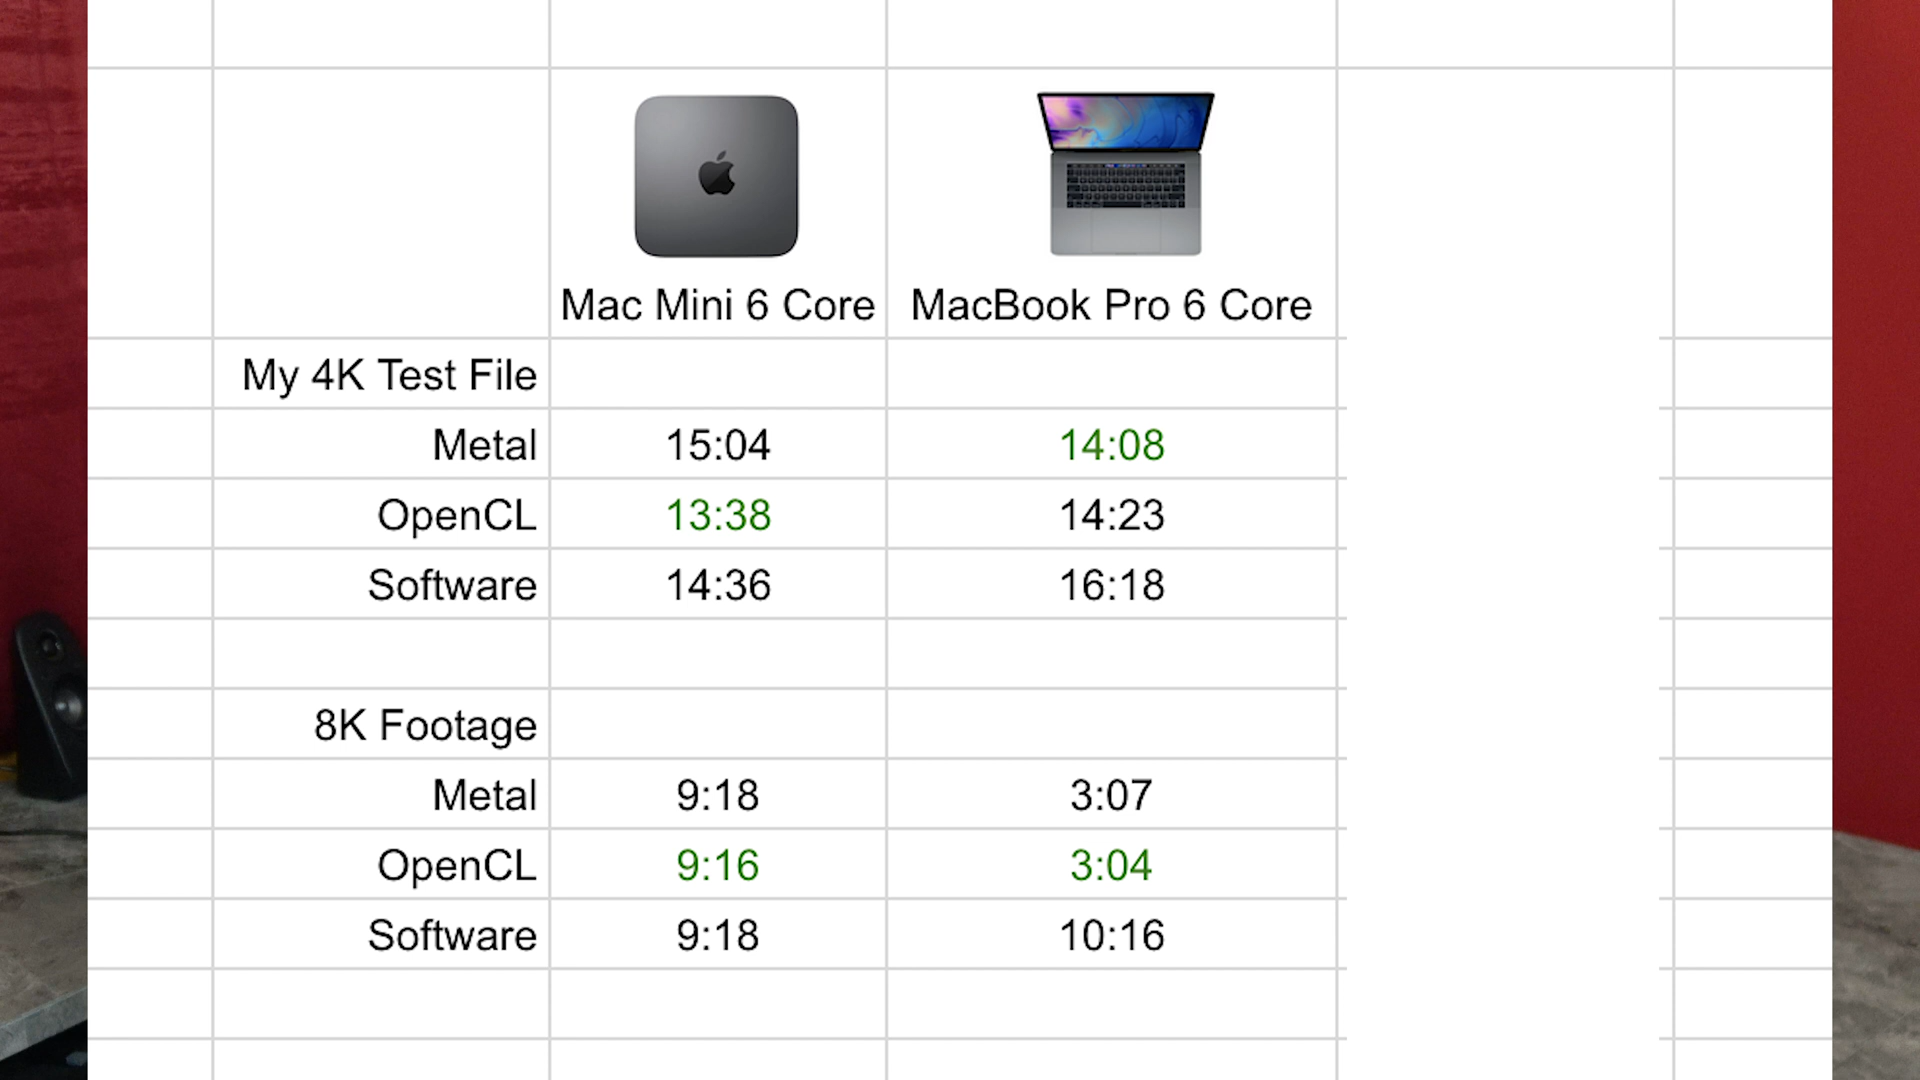 Mac Mini 6 Core MacBook Pro 6 Core
My 4K Test File
Metal 15:04 14:08
OpenCL 13:38 14:23
Software 14:36 16:18
8K Footage
Metal 9:18 3:07
OpenCL 9:16 3:04
Software 9:18 10:16